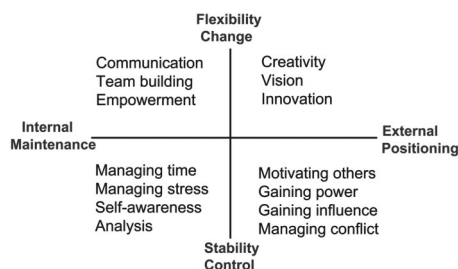 Flexibility
Change
Communication
Team building
Empowerment
Creativity
Vision
Innovation
Internal
Maintenance
External
Positioning
Managing time
Managing stress
Self-awareness
Analysis
Motivating others
Gaining power
Gaining influence
Managing conflict
Stability
Control